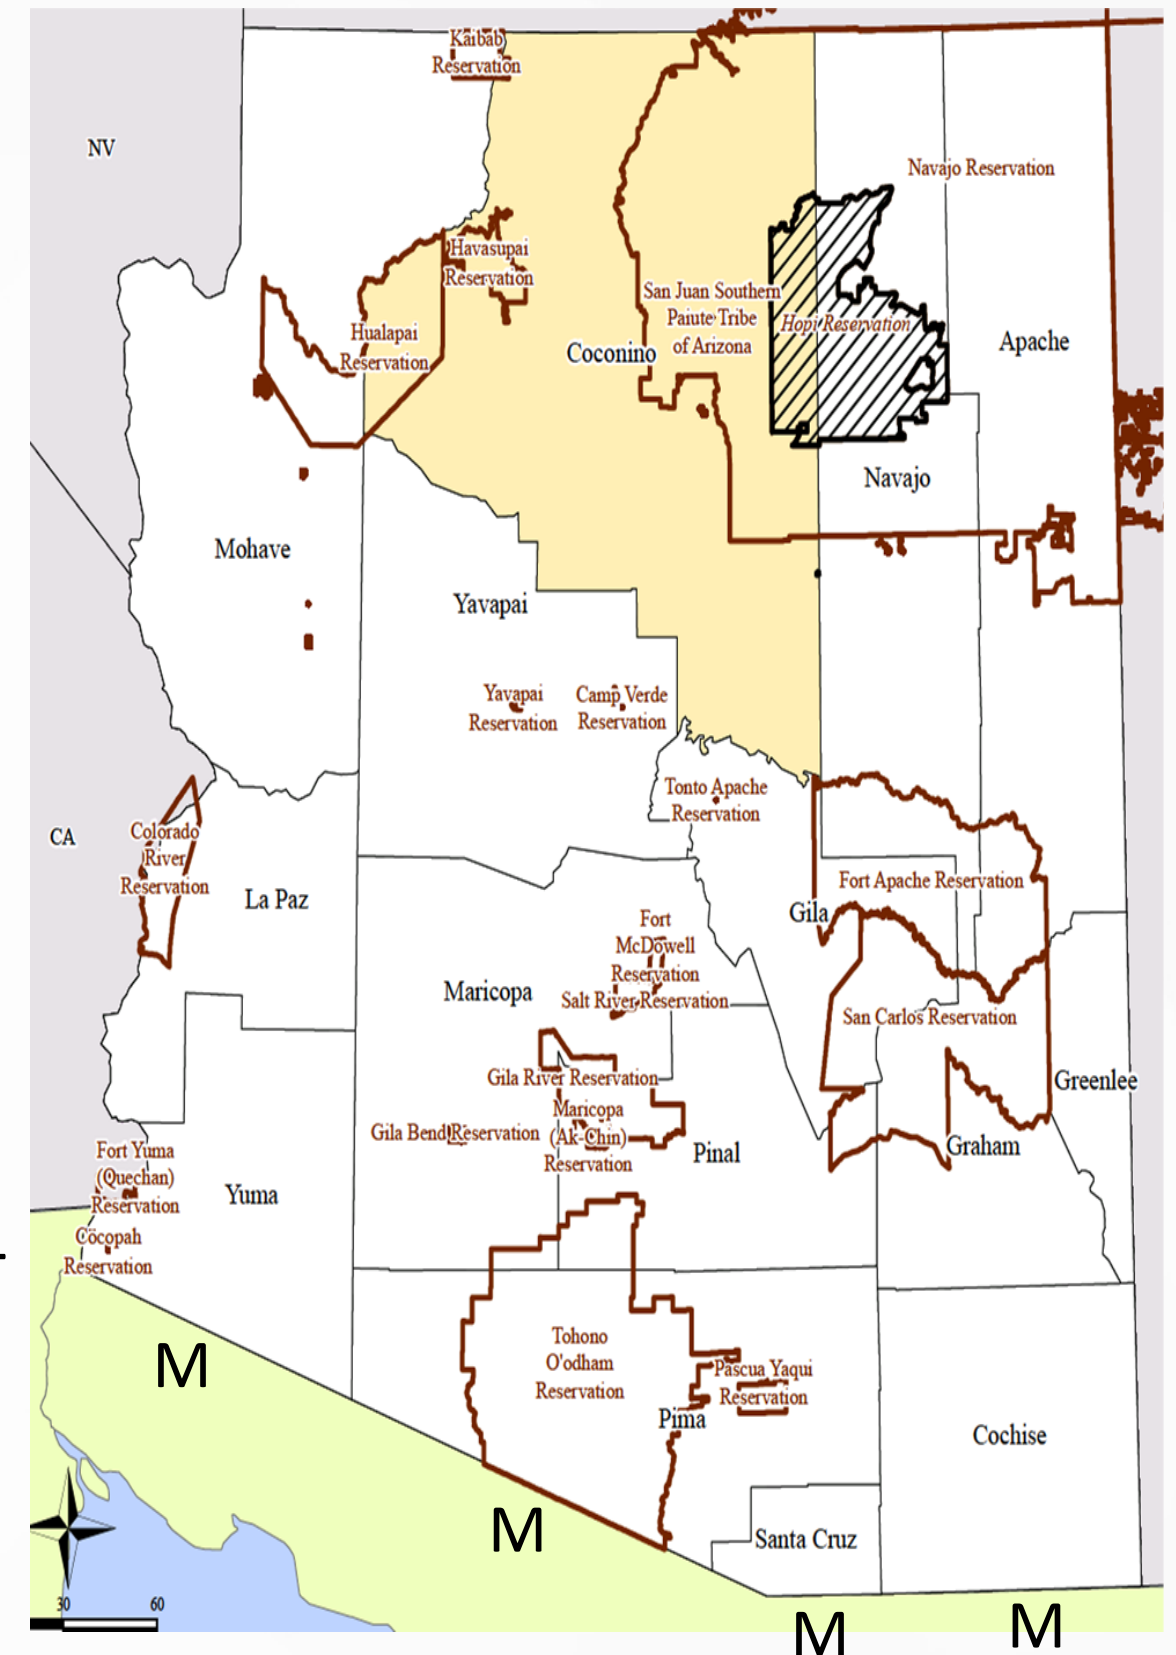 Kaibab
Reservation
NV
Navajo Reservation
Havasupai
Reservation
San Juan Southern
Paiute Tribe
of Arizona
Hopi Reservation
Hualapai
Reservation
Coconino
Apache
Navajo
Mohave
Yavapai
Yavapai
Reservation
Camp Verde
Reservation
Tonto Apache
Reservation
CA
Colorado
River
Reservation
La Paz
Fort Apache Reservation
Gila
Fort
McDowell
Reservation
Salt River Reservation
Maricopa
San Carlos Reservation
Gila River Reservation
Greenlee
Maricopa
(Ak-Chin)
Reservation
Gila Bend Reservation
Pinal
Graham
Fort Yuma
(Quechan)
Reservation
Yuma
Cocopah
Reservation
M
Tohono
O'odham
Reservation
Pascua Yaqui
Reservation
Pima
Cochise
M
Santa Cruz
30 60
M
M